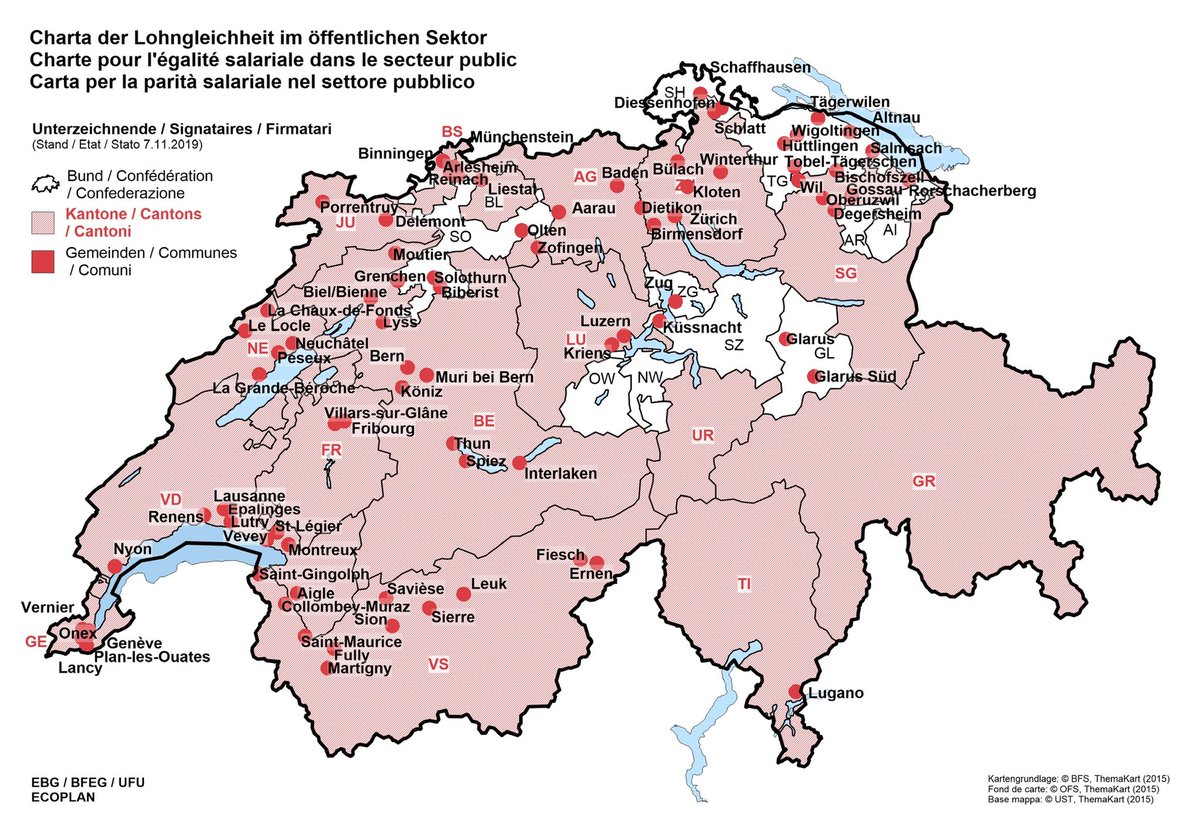 Charta der Lohngleichheit im öffentlichen Sektor
Charte pour l'égalité salariale dans le secteur public
Carta per la parità salariale nel settore pubblico
Unterzeichnende / Signataires / Firmatari
(Stand / Etat / Stato 7.11.2019)
Bund / Confédération
/ Confederazione
Kantone / Cantons
/ Cantoni
Gemeinden / Communes
/ Comuni
Schaffhausen
SH
Diessenhofen
Schlatt
Tägerwilen
Altnau
Wigoltingen
Hüttlingen
Salmsach
Tobel-Tägerschen
TG
Bischofszell
Wil
Gossau
Rorschacherberg
Oberuzwil
Degersheim
AR
AI
SG
BS
Münchenstein
Binningen
Arlesheim
Reinach
Liestal
BL
AG
Baden
Aarau
Bülach
Winterthur
Kloten
Dietikon
Zürich
Birmensdorf
Porrentruy
JU
Delémont
SO
Olten
Zofingen
Moutier
Grenchen
Solothurn
Biel/Bienne
Biberist
La Chaux-de-Fonds
Lyss
Le Locle
Neuchâtel
NE
Peseux
La Grande-Béroche
Zug
ZG
Luzern
Küssnacht
LU
Kriens
SZ
Glarus
GL
Glarus Süd
OW
NW
Bern
Muri bei Bern
Köniz
Villars-sur-Glâne
Fribourg
BE
FR
Thun
Spiez
Interlaken
UR
GR
VD
Lausanne
Epalinges
Renens
Lutry
St-Légier
Vevey
Montreux
Nyon
Saint-Gingolph
Aigle
Collombey-Muraz
Savièse
Leuk
Fiesch
Ernen
Sion
Sierre
Saint-Maurice
Fully
Martigny
VS
TI
Lugano
Vernier
Onex
GE
Genève
Plan-les-Ouates
Lancy
EBG / BFEG / UFU
ECOPLAN
Kartengrundlage: © BFS, ThemaKart (2015)
Fond de carte: © OFS, ThemaKart (2015)
Base mappa: © UST, ThemaKart (2015)